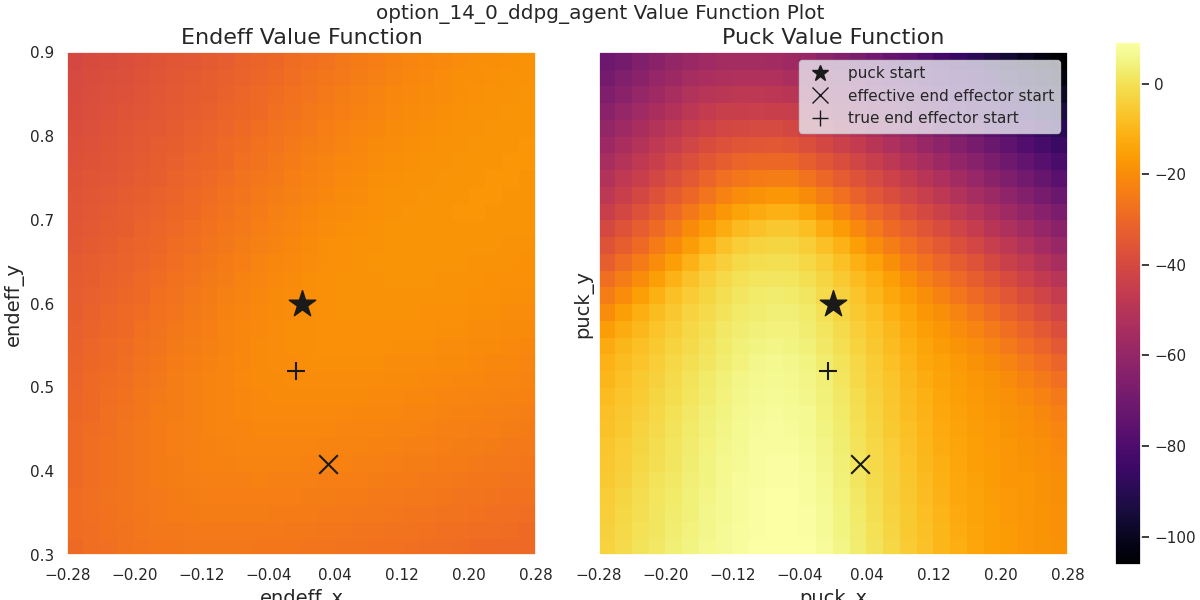 option_14_0_ddpg_agent Value Function Plot
Endeff Value Function
Puck Value Function
puck start
effective end effector start
true end effector start
endeff_y
0.9
0.8
0.7
0.6
0.5
0.4
0.3
−0.28 −0.20 −0.12 −0.04 0.04 0.12 0.20 0.28
endeff_x
puck_y
−0.28 −0.20 −0.12 −0.04 0.04 0.12 0.20 0.28
puck_x
0
−20
−40
−60
−80
−100